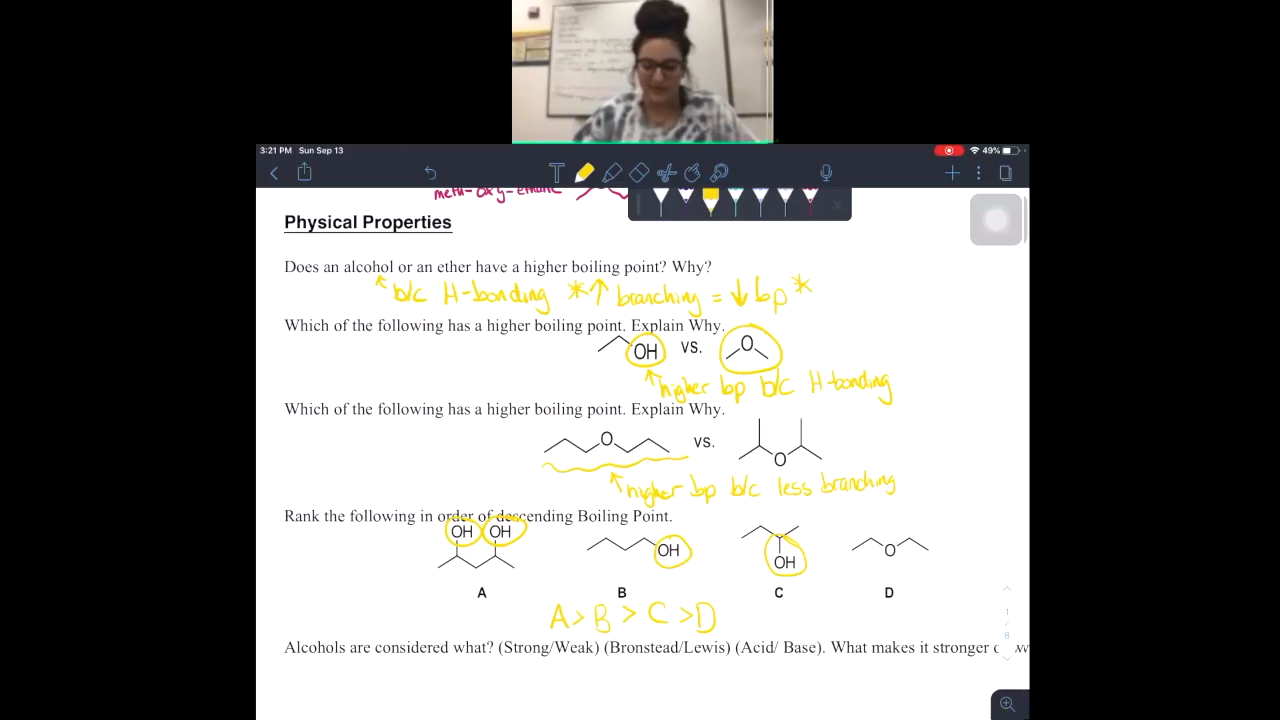 3:21 PM Sun Sep 13
49%
meth-oxy-ethane
Physical Properties
Does an alcohol or an ether have a higher boiling point? Why?
b/c H-bonding *↑ branching = ↓ bp *
Which of the following has a higher boiling point. Explain Why.
OH vs. O
higher bp b/c H-bonding
Which of the following has a higher boiling point. Explain Why.
O vs. O
higher bp b/c less branching
Rank the following in order of descending Boiling Point.
OH OH OH OH O
A B C D
A > B > C > D
1
/
8
Alcohols are considered what? (Strong/Weak) (Bronstead/Lewis) (Acid/ Base). What makes it stronger